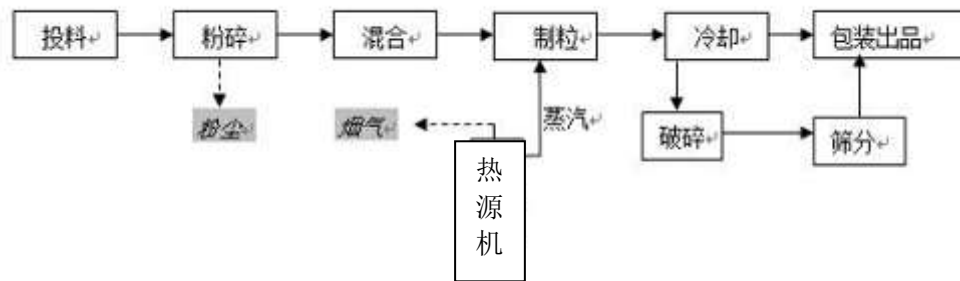 投料 粉碎 混合 制粒 冷却 包装出品
粉尘 烟气 蒸汽 破碎 筛分
热
源
机